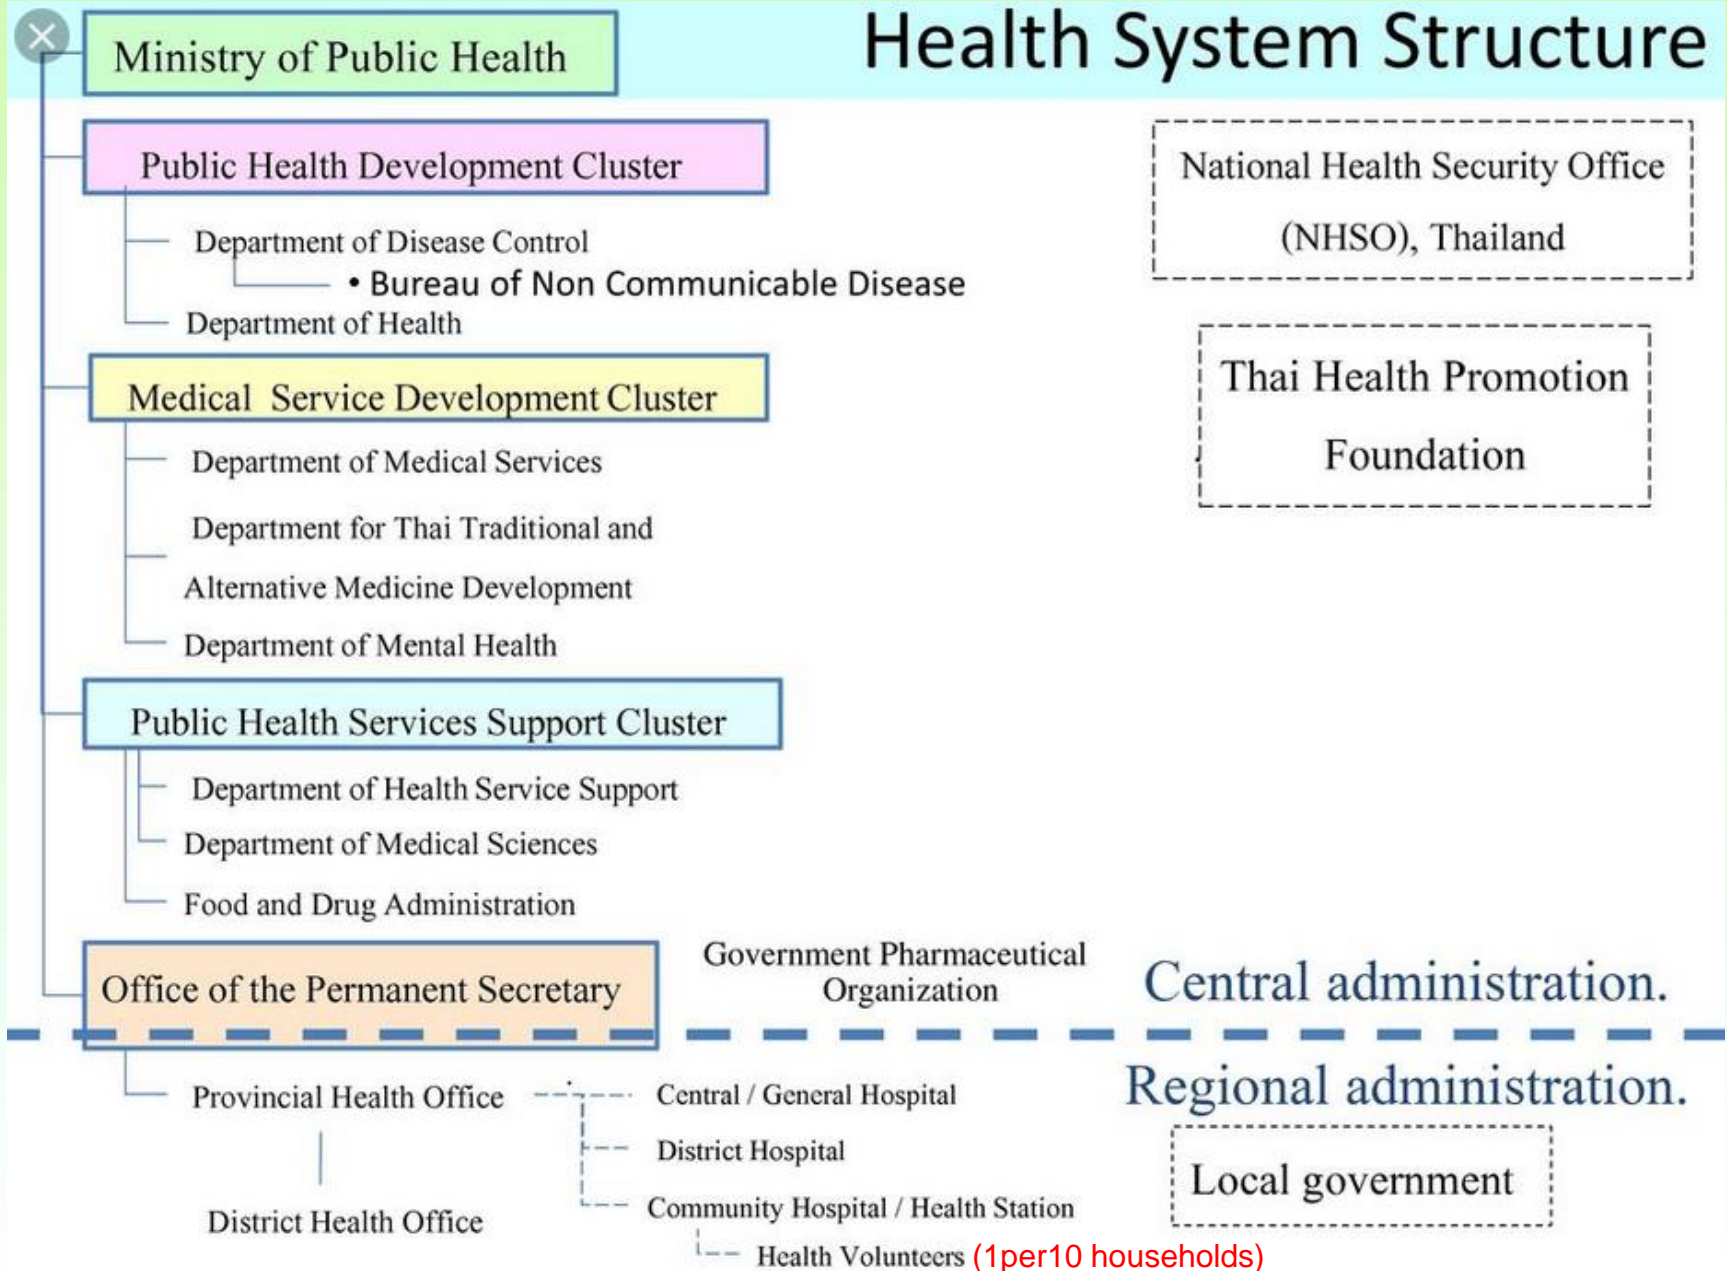 Health System Structure
Ministry of Public Health
Public Health Development Cluster
Department of Disease Control
• Bureau of Non Communicable Disease
Department of Health
Medical Service Development Cluster
Department of Medical Services
Department for Thai Traditional and
Alternative Medicine Development
Department of Mental Health
Public Health Services Support Cluster
Department of Health Service Support
Department of Medical Sciences
Food and Drug Administration
Office of the Permanent Secretary
Government Pharmaceutical
Organization
Provincial Health Office
District Health Office
Central / General Hospital
District Hospital
Community Hospital / Health Station
Health Volunteers (1per10 households)
National Health Security Office
(NHSO), Thailand
Thai Health Promotion
Foundation
Central administration.
Regional administration.
Local government